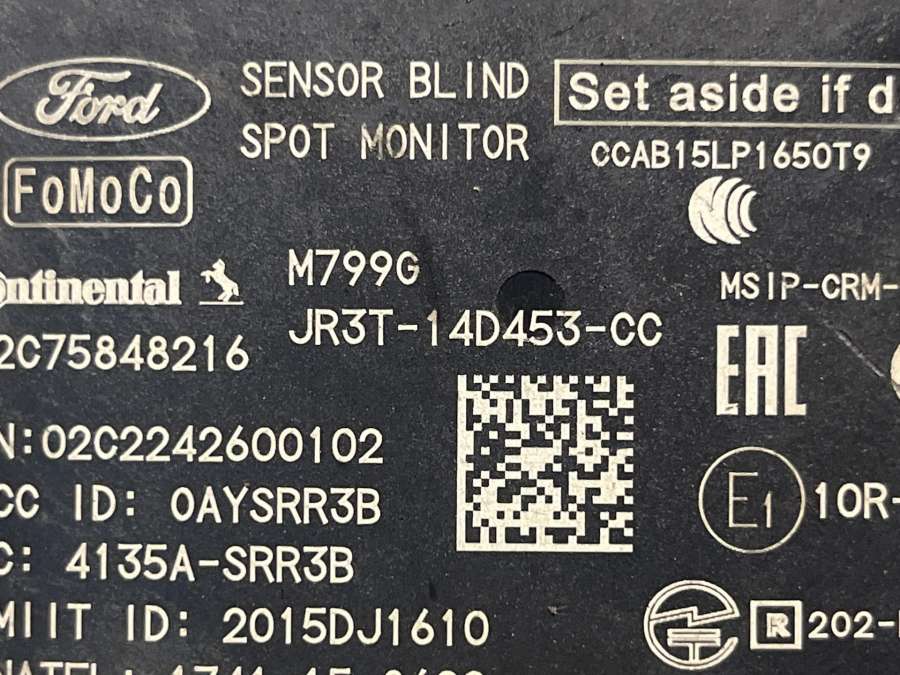 Ford
SENSOR BLIND
SPOT MONITOR
Set aside if d
CCAB15LP1650T9
FoMoCo
ontinental
M799G
JR3T-14D453-CC
MSIP-CRM-
2C75848216
EAC
N:02C2242600102
CC ID: OAYSRR3B
E1
10R-
C: 4135A-SRR3B
MIIT ID: 2015DJ1610
R 202-